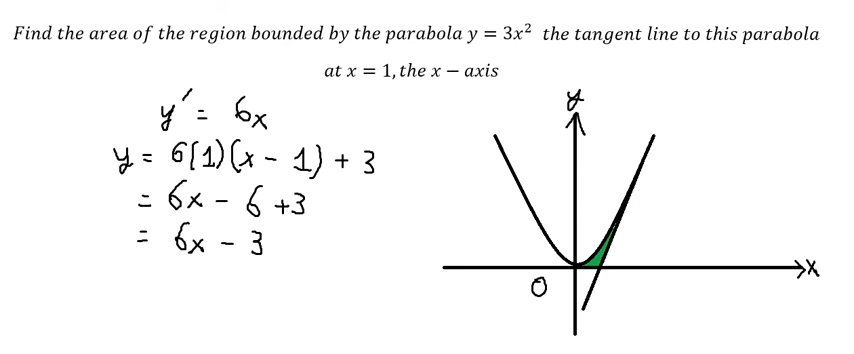 Find the area of the region bounded by the parabola y = 3x² the tangent line to this parabola
at x = 1, the x − axis
y' = 6x
y = 6(1)(x - 1) + 3
= 6x - 6 + 3
= 6x - 3
y
x
0